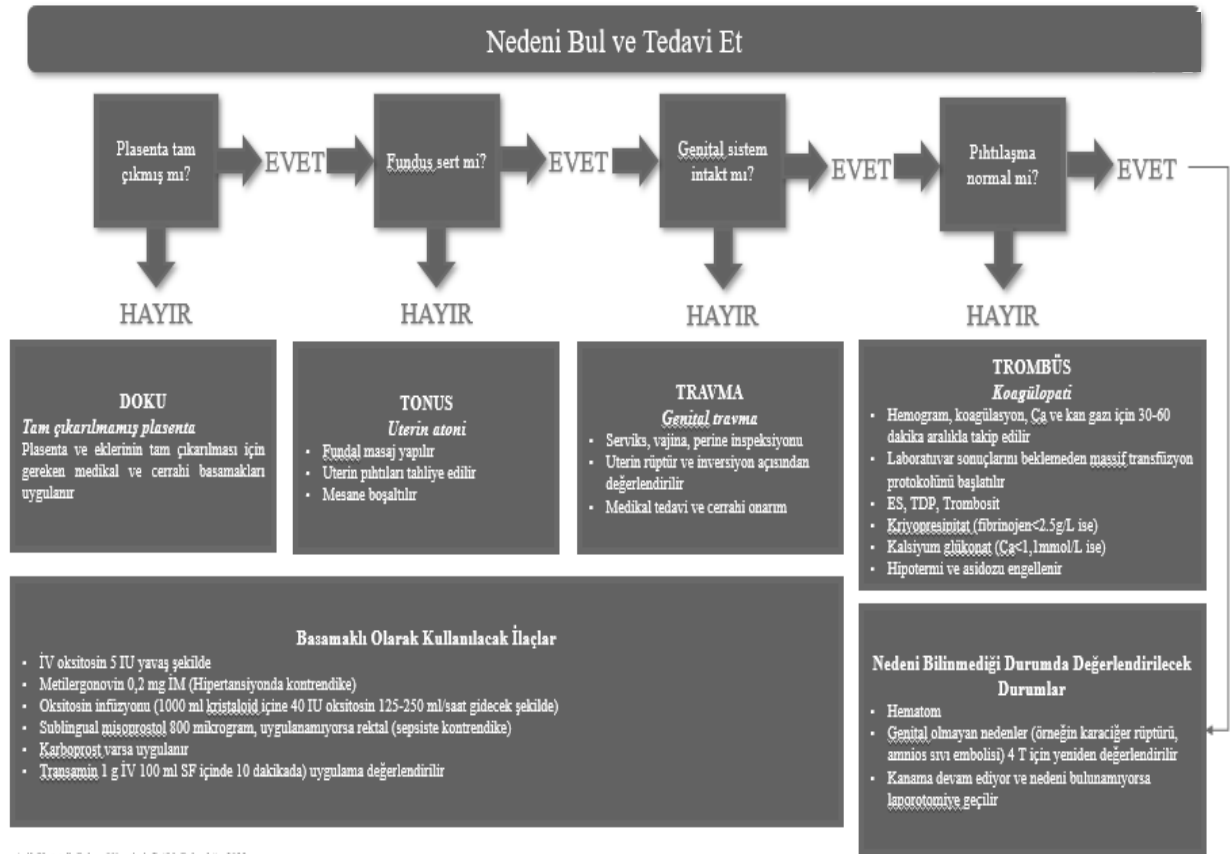 Nedeni Bul ve Tedavi Et
Plasenta tam
çıkmış mı?
EVET
Fundus sert mi?
EVET
Genital sistem
intakt mı?
EVET
Pıhtılaşma
normal mi?
EVET
HAYIR
HAYIR
HAYIR
HAYIR
DOKU
Tam çıkarılmamış plasenta
Plasenta ve eklerinin tam çıkarılması için
gereken medikal ve cerrahi basamakları
uygulanır
TONUS
Uterin atoni
▪ Fundal masaj yapılır
▪ Uterin pıhtıları tahliye edilir
▪ Mesane boşaltılır
TRAVMA
Genital travma
▪ Serviks, vajina, perine inspeksiyonu
▪ Uterin rüptür ve inversiyon açısından
değerlendirilir
▪ Medikal tedavi ve cerrahi onarım
TROMBÜS
Koagülopati
▪ Hemogram, koagülasyon, Ca ve kan gazı için 30-60
dakika aralıkla takip edilir
▪ Laboratuvar sonuçlarını beklemeden massif transfüzyon
protokolünü başlatılır
▪ ES, TDP, Trombosit
▪ Kriyopresipitat (fibrinojen<2.5g/L ise)
▪ Kalsiyum glükonat (Ca<1,1mmol/L ise)
▪ Hipotermi ve asidozu engellenir
Basamaklı Olarak Kullanılacak İlaçlar
▪ İV oksitosin 5 IU yavaş şekilde
▪ Metilergonovin 0,2 mg İM (Hipertansiyonda kontrendike)
▪ Oksitosin infüzyonu (1000 ml kristaloid içine 40 IU oksitosin 125-250 ml/saat gidecek şekilde)
▪ Sublingual misoprostol 800 mikrogram, uygulanamıyorsa rektal (sepsiste kontrendike)
▪ Karboprost varsa uygulanır
▪ Transamin 1 g İV 100 ml SF içinde 10 dakikada) uygulama değerlendirilir
Nedeni Bilinmediği Durumda Değerlendirilecek
Durumlar
▪ Hematom
▪ Genital olmayan nedenler (örneğin karaciğer rüptürü,
amnios sıvı embolisi) 4 T için yeniden değerlendirilir
▪ Kanama devam ediyor ve nedeni bulunamıyorsa
laporotomiye geçilir